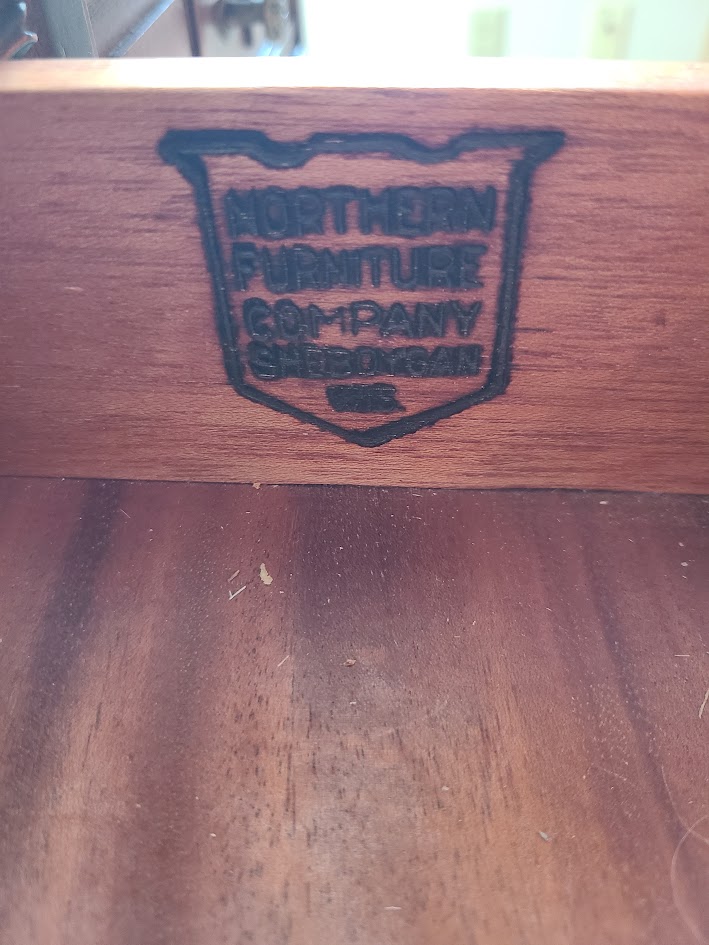 NORTHERN
FURNITURE
COMPANY
SHEBOYGAN
WIS.